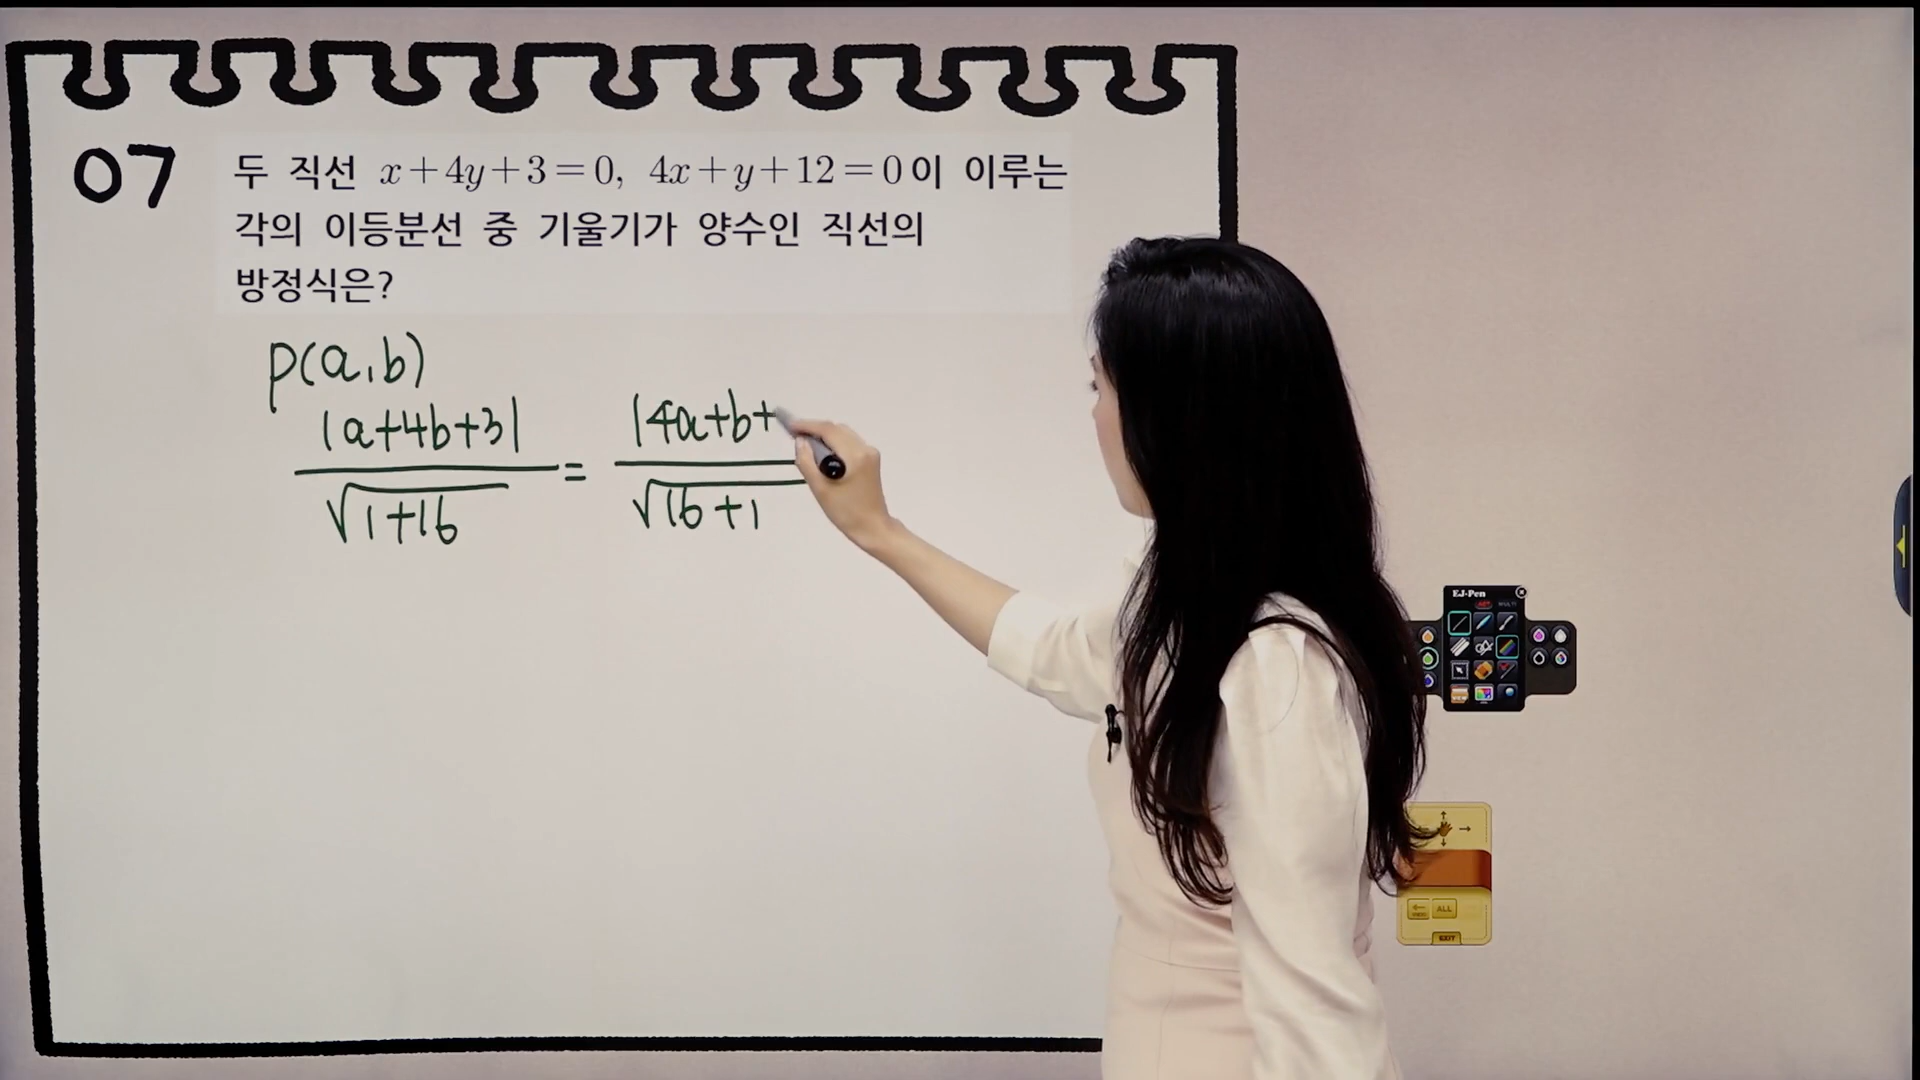 07
두 직선 x+4y+3=0, 4x+y+12=0이 이루는
각의 이등분선 중 기울기가 양수인 직선의
방정식은?
P(a,b)
|a+4b+3| / √1+16 = |4a+b+ / √16+1
EJ-Pen
ALL
EXIT